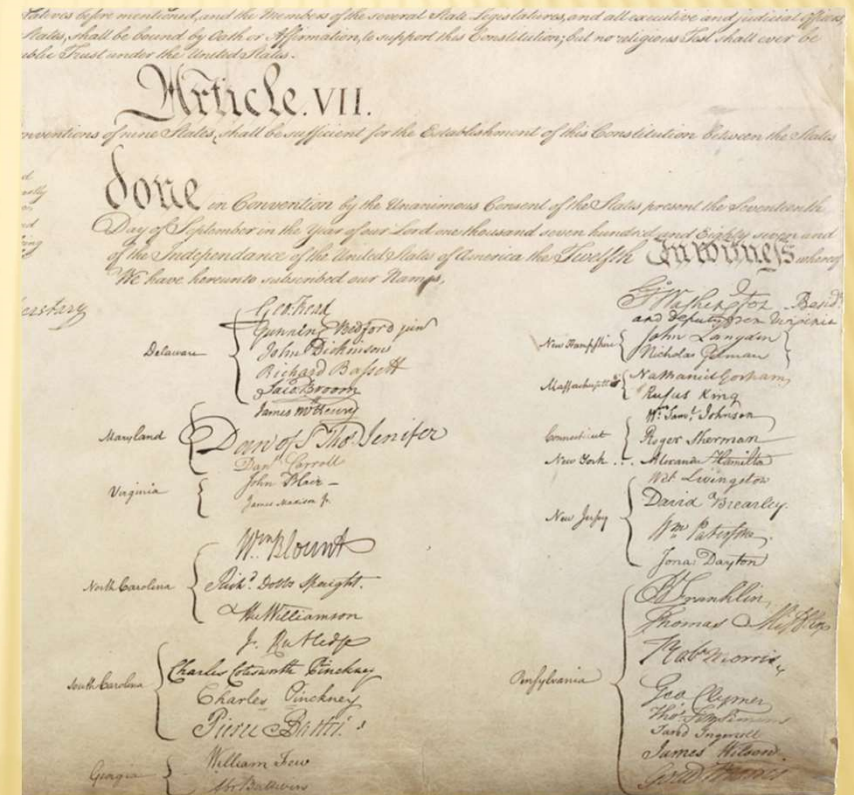 tatives before mentioned, and the Members of the several State Legislatures, and all executive and judicial Officers,
States, shall be bound by Oath or Affirmation, to support this Constitution; but no religious Test shall ever be
ublic Trust under the United States.
Article. VII.
onventions of nine States, shall be sufficient for the Establishment of this Constitution between the States
done in Convention by the Unanimous Consent of the States present the Seventeenth
Day of September in the Year of our Lord one thousand seven hundred and Eighty seven and
of the Independance of the United States of America the Twelfth In witness whereof
We have hereunto subscribed our Names,
Secretary
Delaware
Geo: Read
Gunning Bedford jun
John Dickinson
Richard Bassett
Jaco: Broom
Maryland
James McHenry
Dan of St Thos. Jenifer
Danl Carroll
Virginia
John Blair —
James Madison Jr.
North Carolina
Wm Blount
Richd. Dobbs Spaight.
Hu Williamson
South Carolina
J. Rutledge
Charles Cotesworth Pinckney
Charles Pinckney
Pierce Butler.
Georgia
William Few
Abr Baldwin
Go. Washington
and deputy from Virginia
New Hampshire
John Langdon
Nicholas Gilman
Massachusetts
Nathaniel Gorham
Rufus King
Connecticut
Wm. Saml. Johnson
Roger Sherman
New York ... Alexander Hamilton
New Jersey
Wil: Livingston
David Brearley.
Wm Paterson.
Jona: Dayton
Pensylvania
B Franklin
Thomas Mifflin
Robt Morris
Geo. Clymer
Thos. FitzSimons
Jared Ingersoll
James Wilson.
Gouv Morris